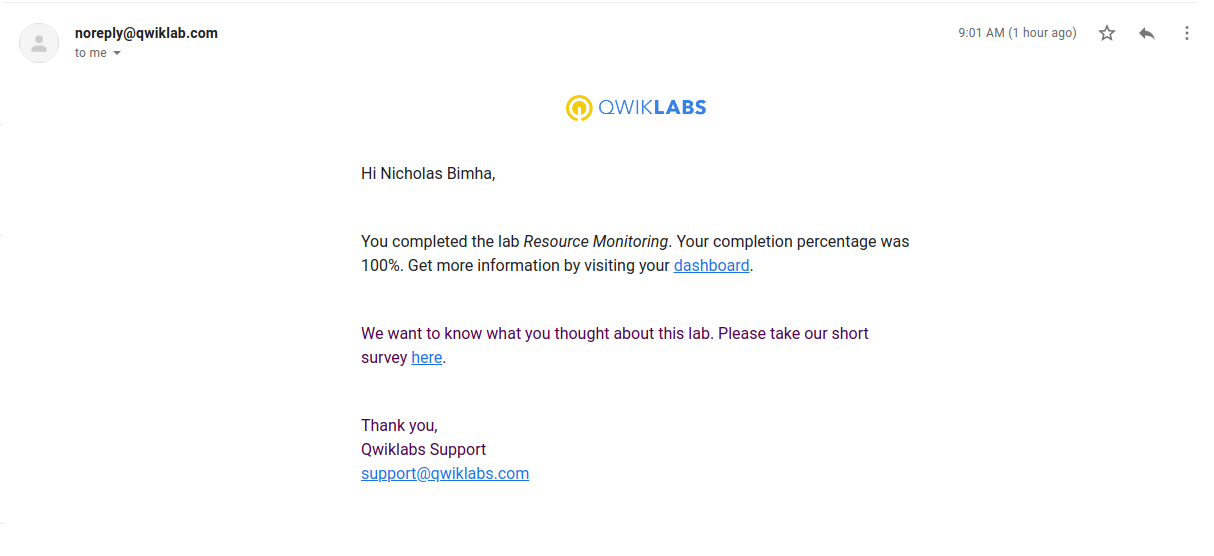 noreply@qwiklab.com
9:01 AM (1 hour ago)
to me
QWIKLABS
Hi Nicholas Bimha,
You completed the lab Resource Monitoring. Your completion percentage was
100%. Get more information by visiting your dashboard.
We want to know what you thought about this lab. Please take our short
survey here.
Thank you,
Qwiklabs Support
support@qwiklabs.com